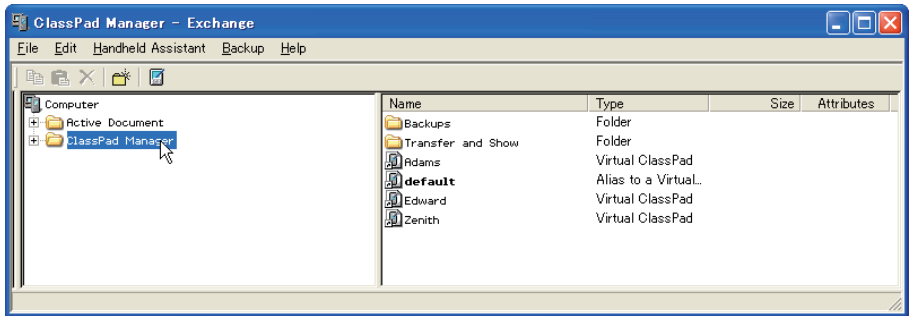 ClassPad Manager - Exchange
File Edit Handheld Assistant Backup Help
Computer
Active Document
ClassPad Manager
Name Type Size Attributes
Backups Folder
Transfer and Show Folder
Adams Virtual ClassPad
default Alias to a Virtual...
Edward Virtual ClassPad
Zenith Virtual ClassPad